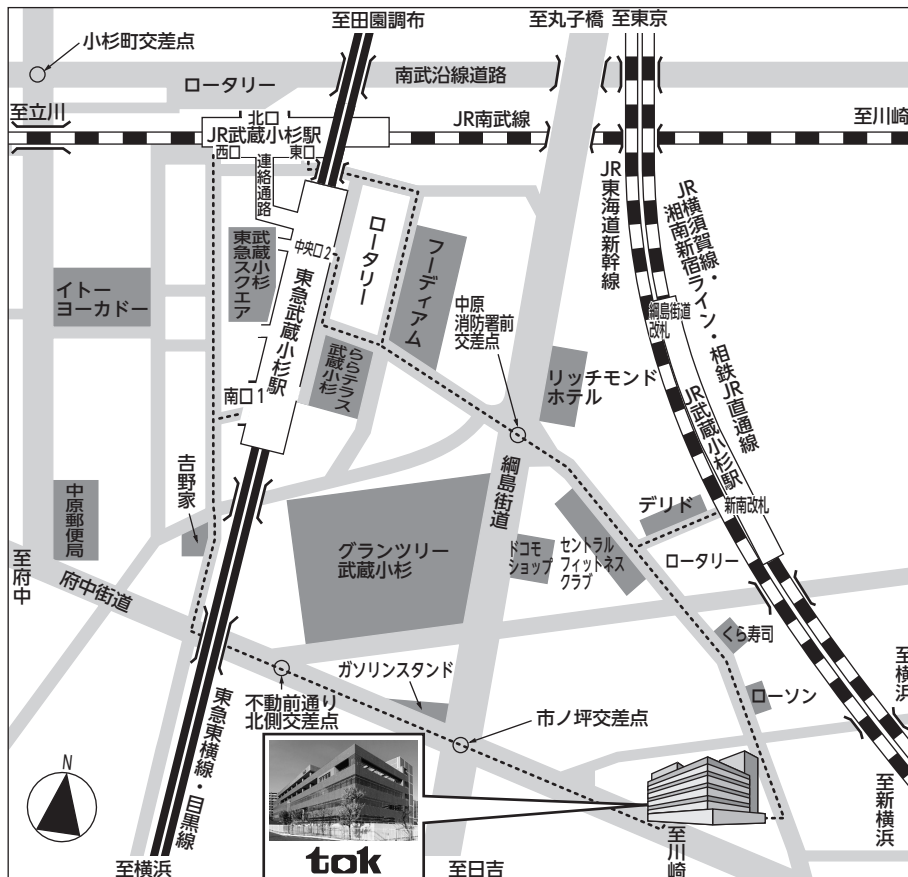 至田園調布
至丸子橋
至東京
小杉町交差点
ロータリー
南武沿線道路
至立川
北口
JR武蔵小杉駅
西口
東口
JR南武線
至川崎
連絡通路
JR東海道新幹線
JR横須賀線・
湘南新宿ライン・相鉄JR直通線
武蔵小杉
東急スクエア
中央口2
ロータリー
フーディアム
イトー
ヨーカドー
東急武蔵小杉駅
中原
消防署前
交差点
綱島街道
改札
ららテラス
武蔵小杉
リッチモンド
ホテル
JR武蔵小杉駅
南口1
吉野家
綱島街道
中原
郵便局
デリド
新南改札
グランツリー
武蔵小杉
ドコモ
ショップ
セントラル
フィットネス
クラブ
ロータリー
至府中
府中街道
くら寿司
ガソリンスタンド
至横浜
ローソン
不動前通り
北側交差点
市ノ坪交差点
東急東横線・目黒線
N
至新横浜
tok
至川崎
至横浜
至日吉